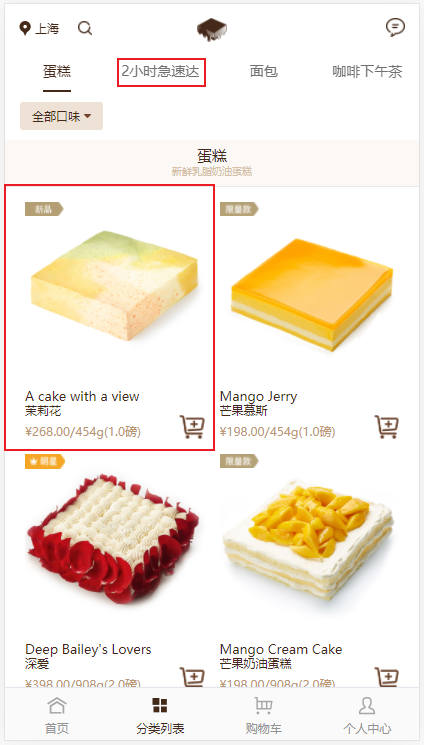 上海
蛋糕
2小时急速达
面包
咖啡下午茶
全部口味
蛋糕
新鲜乳脂奶油蛋糕
新品
限量款
A cake with a view
茉莉花
¥268.00/454g(1.0磅)
Mango Jerry
芒果慕斯
¥198.00/454g(1.0磅)
明星
限量款
Deep Bailey's Lovers
深爱
¥398.00/908g(2.0磅)
Mango Cream Cake
芒果奶油蛋糕
¥198.00/908g(2.0磅)
首页
分类列表
购物车
个人中心